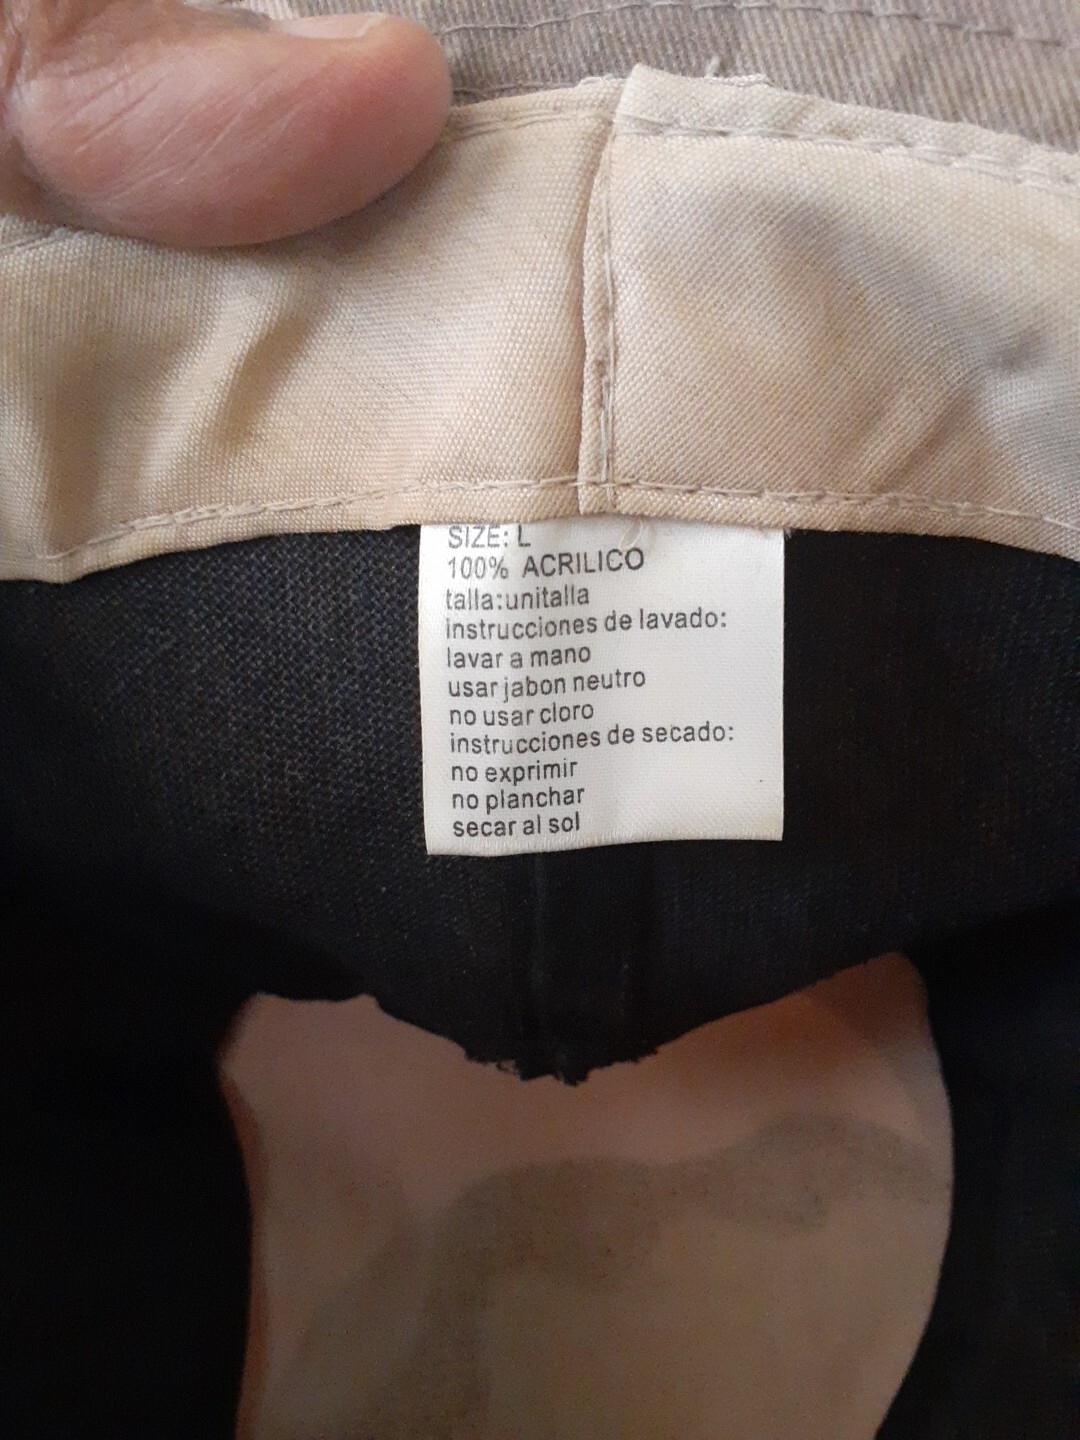 SIZE: L
100% ACRILICO
talla:unitalla
instrucciones de lavado:
lavar a mano
usar jabon neutro
no usar cloro
instrucciones de secado:
no exprimir
no planchar
secar al sol